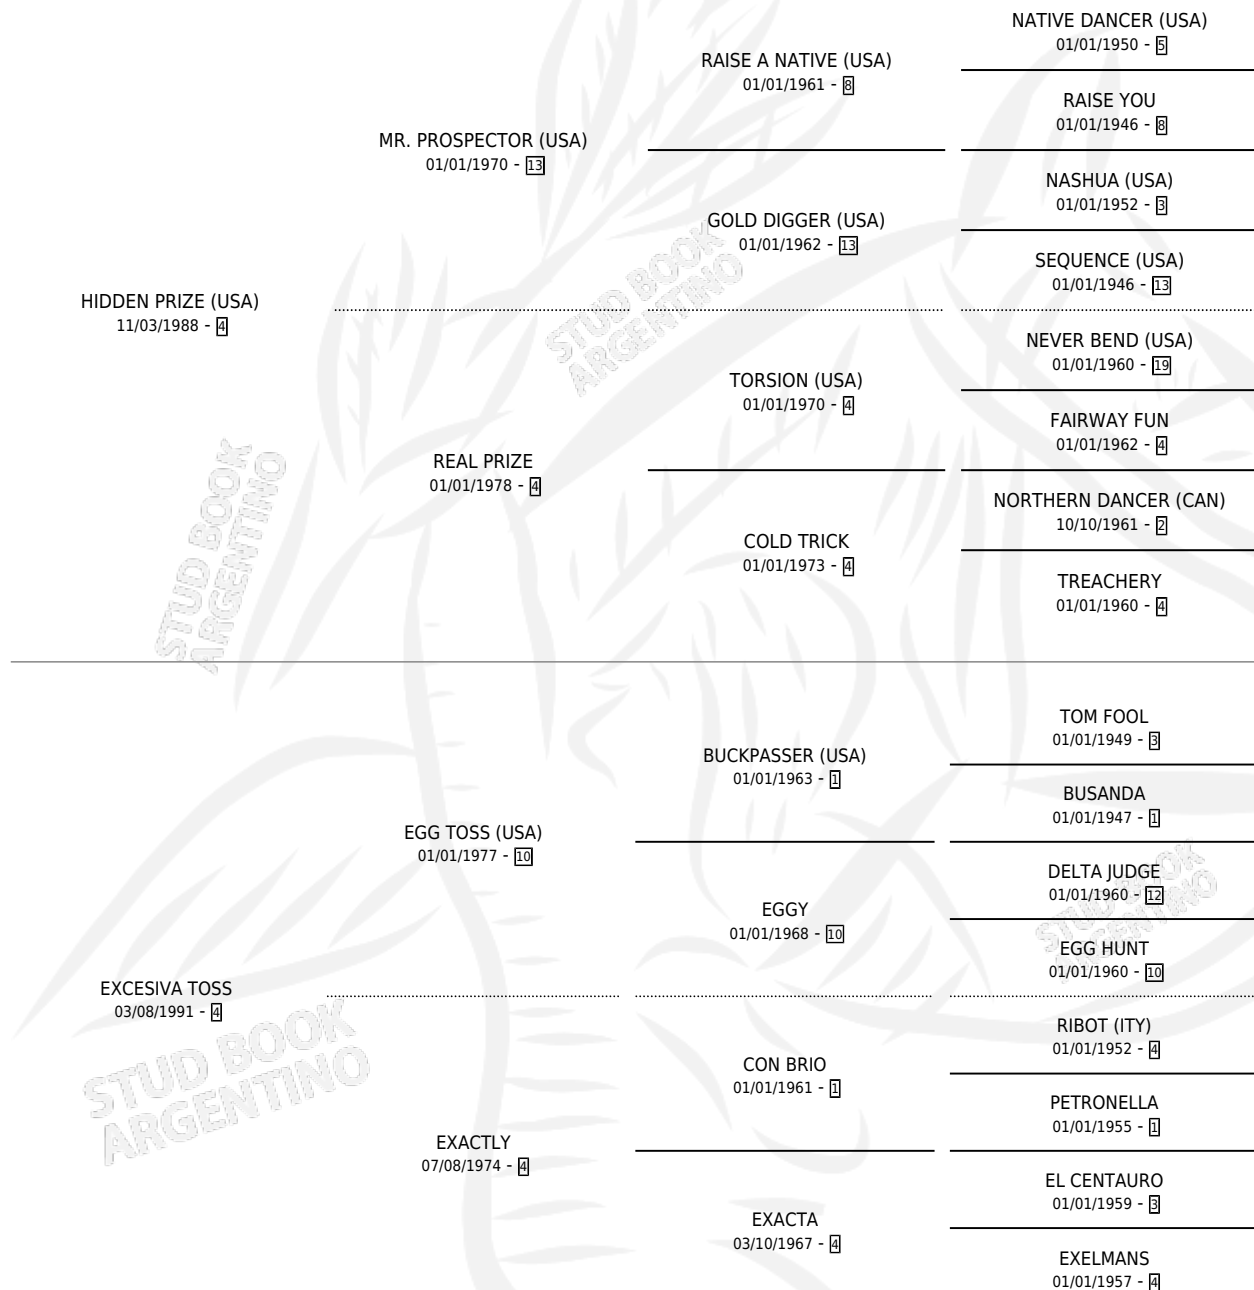 NATIVE DANCER (USA)
01/01/1950 - 5
RAISE A NATIVE (USA)
01/01/1961 - 8
RAISE YOU
01/01/1946 - 8
MR. PROSPECTOR (USA)
01/01/1970 - 13
NASHUA (USA)
01/01/1952 - 3
GOLD DIGGER (USA)
01/01/1962 - 13
SEQUENCE (USA)
01/01/1946 - 13
HIDDEN PRIZE (USA)
11/03/1988 - 4
NEVER BEND (USA)
01/01/1960 - 19
TORSION (USA)
01/01/1970 - 4
FAIRWAY FUN
01/01/1962 - 4
REAL PRIZE
01/01/1978 - 4
NORTHERN DANCER (CAN)
10/10/1961 - 2
COLD TRICK
01/01/1973 - 4
TREACHERY
01/01/1960 - 4
TOM FOOL
01/01/1949 - 3
BUCKPASSER (USA)
01/01/1963 - 1
BUSANDA
01/01/1947 - 1
EGG TOSS (USA)
01/01/1977 - 10
DELTA JUDGE
01/01/1960 - 12
EGGY
01/01/1968 - 10
EGG HUNT
01/01/1960 - 10
EXCESIVA TOSS
03/08/1991 - 4
RIBOT (ITY)
01/01/1952 - 4
CON BRIO
01/01/1961 - 1
PETRONELLA
01/01/1955 - 1
EXACTLY
07/08/1974 - 4
EL CENTAURO
01/01/1959 - 3
EXACTA
03/10/1967 - 4
EXELMANS
01/01/1957 - 4
STUD BOOK
ARGENTINO
STUD BOOK
ARGENTINO
STUD BOOK
ARGENTINO
STUD BOOK
ARGENTINO